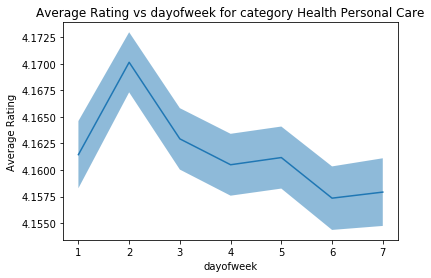 Average Rating vs dayofweek for category Health Personal Care
4.1725
4.1700
4.1675
4.1650
4.1625
4.1600
4.1575
4.1550
Average Rating
1 2 3 4 5 6 7
dayofweek